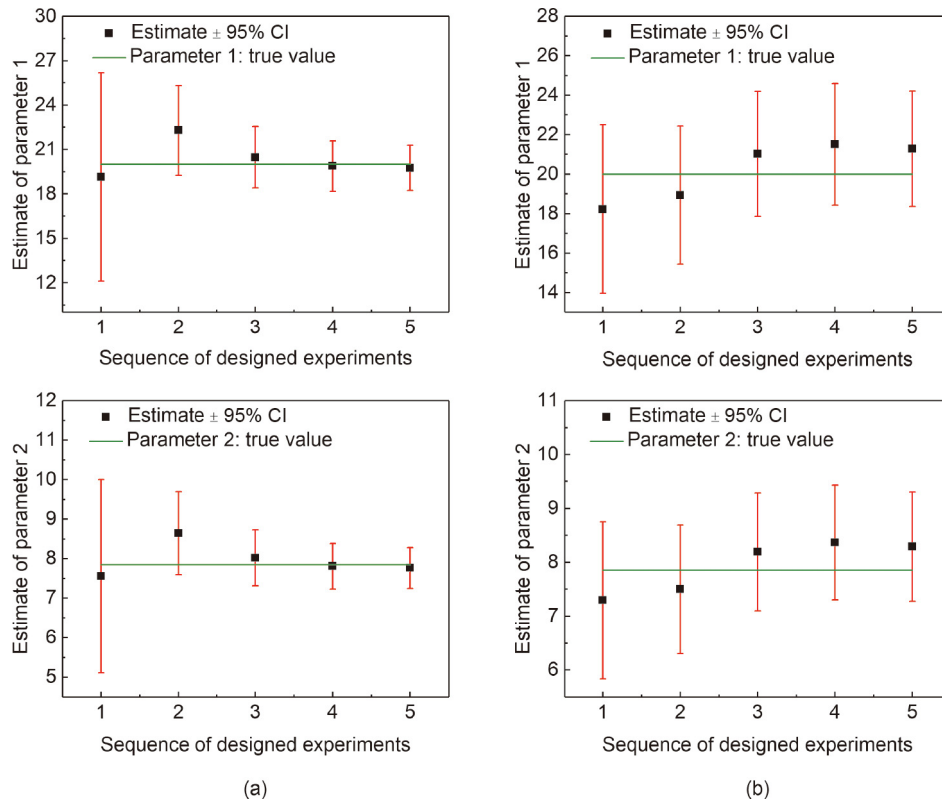 30
27
24
21
18
15
12
Estimate of parameter 1
Estimate ± 95% CI
Parameter 1: true value
1 2 3 4 5
Sequence of designed experiments
28
26
24
22
20
18
16
14
Estimate of parameter 1
Estimate ± 95% CI
Parameter 1: true value
1 2 3 4 5
Sequence of designed experiments
12
11
10
9
8
7
6
5
Estimate of parameter 2
Estimate ± 95% CI
Parameter 2: true value
1 2 3 4 5
Sequence of designed experiments
(a)
11
10
9
8
7
6
Estimate of parameter 2
Estimate ± 95% CI
Parameter 2: true value
1 2 3 4 5
Sequence of designed experiments
(b)